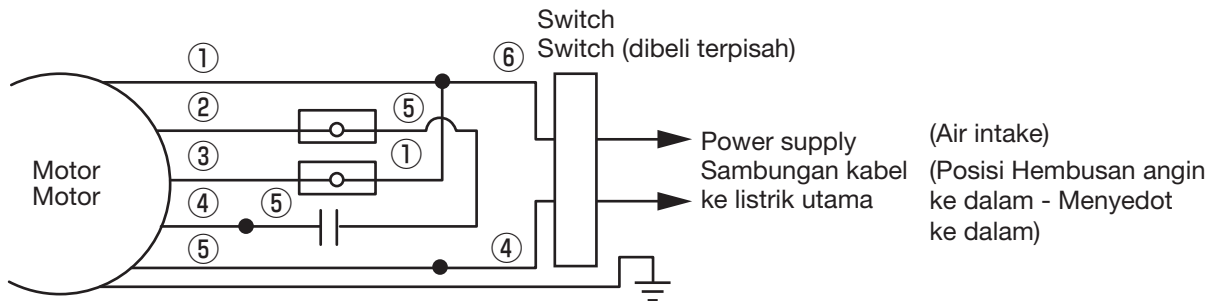 Switch
Switch (dibeli terpisah)
① ⑥
② ⑤
③ ①
④ ⑤
⑤ ④
Motor
Motor
Power supply
Sambungan kabel
ke listrik utama
(Air intake)
(Posisi Hembusan angin
ke dalam - Menyedot
ke dalam)